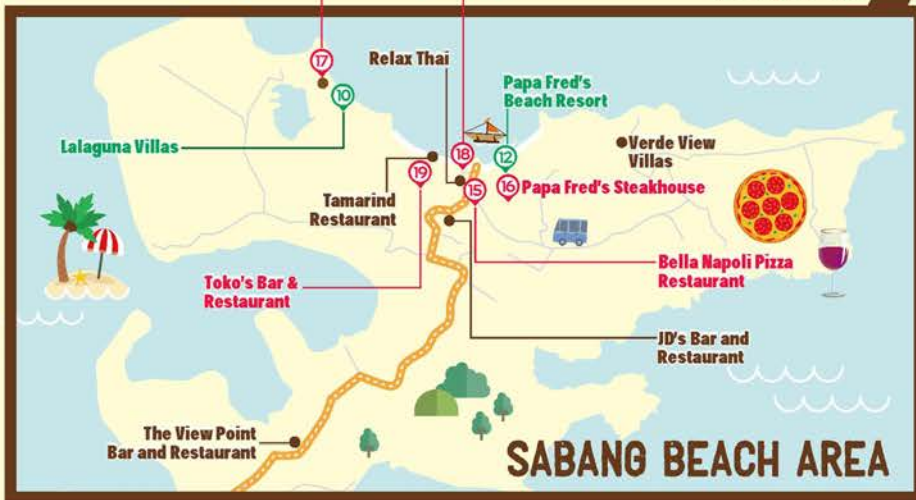 17
Relax Thai
10
Papa Fred's
Beach Resort
Lalaguna Villas
Verde View
Villas
18
12
19
15
16
Papa Fred's Steakhouse
Tamarind
Restaurant
Bella Napoli Pizza
Restaurant
Toko's Bar &
Restaurant
JD's Bar and
Restaurant
The View Point
Bar and Restaurant
SABANG BEACH AREA